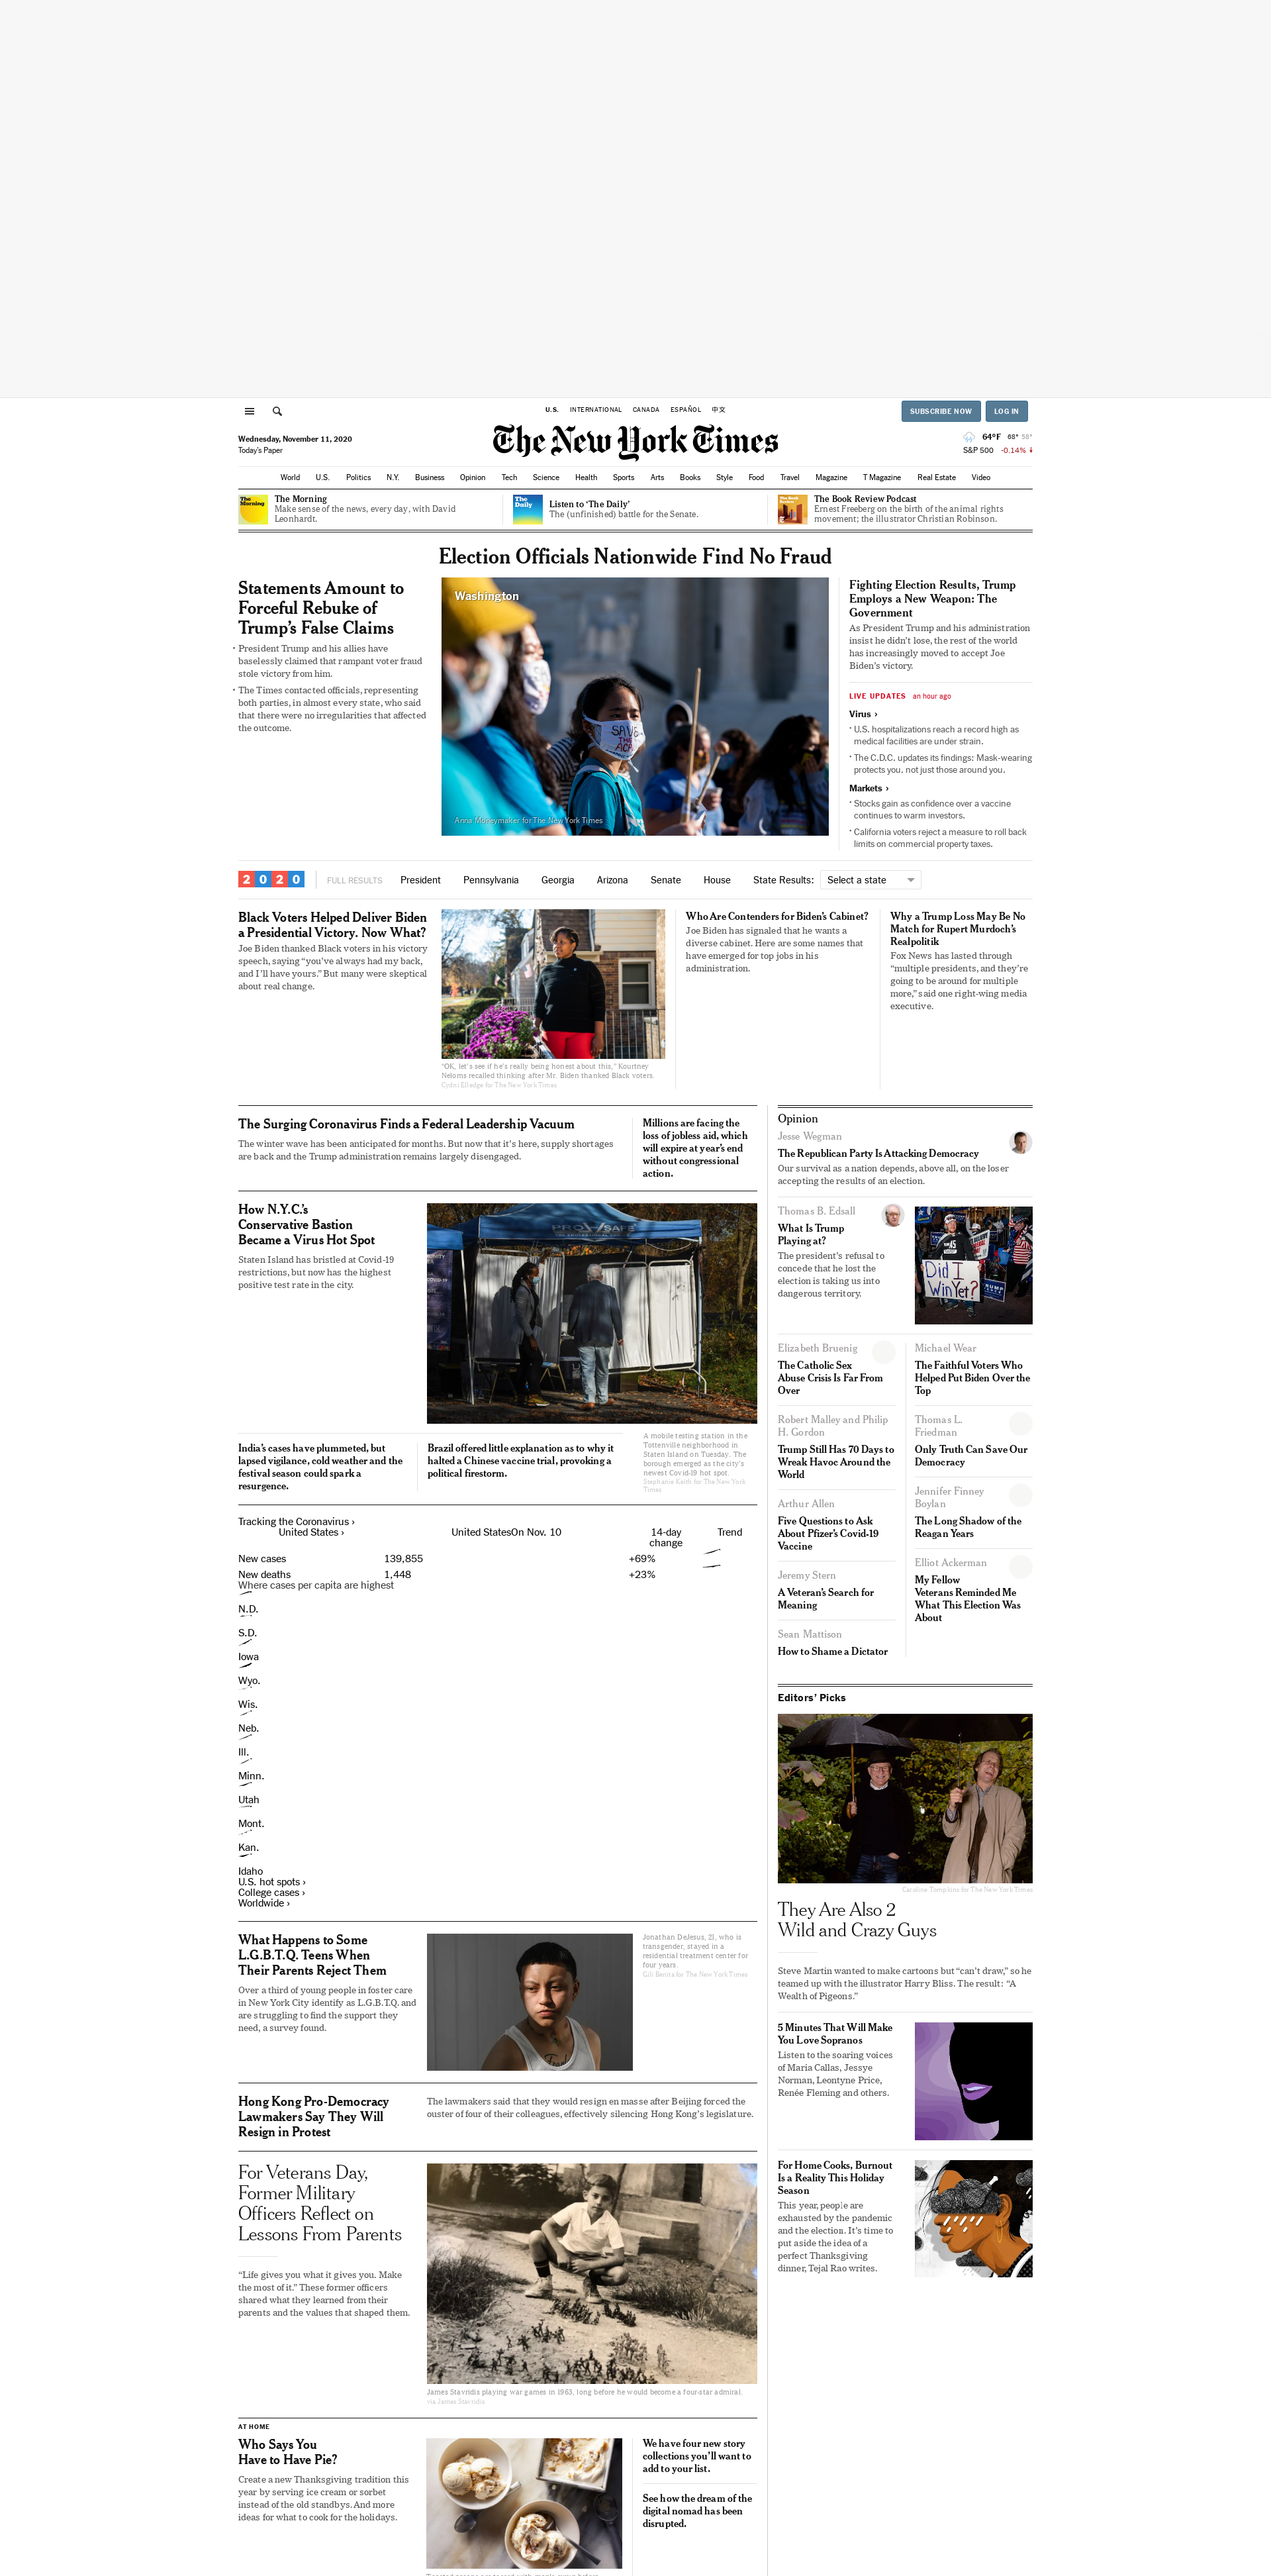 U.S. INTERNATIONAL CANADA ESPAÑOL 中文
SUBSCRIBE NOW LOG IN
Wednesday, November 11, 2020
Today's Paper
The New York Times
64°F 68° 58°
S&P 500 -0.14%
World U.S. Politics N.Y. Business Opinion Tech Science Health Sports Arts Books Style Food Travel Magazine T Magazine Real Estate Video
The Morning
The Morning
Make sense of the news, every day, with David
Leonhardt.
The Daily
Listen to ‘The Daily’
The (unfinished) battle for the Senate.
The Book Review Podcast
Ernest Freeberg on the birth of the animal rights
movement; the illustrator Christian Robinson.
Election Officials Nationwide Find No Fraud
Statements Amount to
Forceful Rebuke of
Trump’s False Claims
President Trump and his allies have
baselessly claimed that rampant voter fraud
stole victory from him.
The Times contacted officials, representing
both parties, in almost every state, who said
that there were no irregularities that affected
the outcome.
Washington
SAVE
THE
ACA
Anna Moneymaker for The New York Times
Fighting Election Results, Trump
Employs a New Weapon: The
Government
As President Trump and his administration
insist he didn’t lose, the rest of the world
has increasingly moved to accept Joe
Biden’s victory.
LIVE UPDATES an hour ago
Virus ›
U.S. hospitalizations reach a record high as
medical facilities are under strain.
The C.D.C. updates its findings: Mask-wearing
protects you, not just those around you.
Markets ›
Stocks gain as confidence over a vaccine
continues to warm investors.
California voters reject a measure to roll back
limits on commercial property taxes.
2020 FULL RESULTS President Pennsylvania Georgia Arizona Senate House State Results: Select a state
Black Voters Helped Deliver Biden
a Presidential Victory. Now What?
Joe Biden thanked Black voters in his victory
speech, saying “you’ve always had my back,
and I’ll have yours.” But many were skeptical
about real change.
“OK, let’s see if he’s really being honest about this,” Kourtney
Neloms recalled thinking after Mr. Biden thanked Black voters.
Cydni Elledge for The New York Times
Who Are Contenders for Biden’s Cabinet?
Joe Biden has signaled that he wants a
diverse cabinet. Here are some names that
have emerged for top jobs in his
administration.
Why a Trump Loss May Be No
Match for Rupert Murdoch’s
Realpolitik
Fox News has lasted through
“multiple presidents, and they’re
going to be around for multiple
more,” said one right-wing media
executive.
The Surging Coronavirus Finds a Federal Leadership Vacuum
The winter wave has been anticipated for months. But now that it’s here, supply shortages
are back and the Trump administration remains largely disengaged.
Millions are facing the
loss of jobless aid, which
will expire at year’s end
without congressional
action.
How N.Y.C.’s
Conservative Bastion
Became a Virus Hot Spot
Staten Island has bristled at Covid-19
restrictions, but now has the highest
positive test rate in the city.
PRO SAFE
India’s cases have plummeted, but
lapsed vigilance, cold weather and the
festival season could spark a
resurgence.
Brazil offered little explanation as to why it
halted a Chinese vaccine trial, provoking a
political firestorm.
A mobile testing station in the
Tottenville neighborhood in
Staten Island on Tuesday. The
borough emerged as the city’s
newest Covid-19 hot spot.
Stephanie Keith for The New York
Times
Tracking the Coronavirus ›
United States › United StatesOn Nov. 10 14-day
change Trend
New cases 139,855 +69%
New deaths 1,448 +23%
Where cases per capita are highest
N.D.
S.D.
Iowa
Wyo.
Wis.
Neb.
Ill.
Minn.
Utah
Mont.
Kan.
Idaho
U.S. hot spots ›
College cases ›
Worldwide ›
What Happens to Some
L.G.B.T.Q. Teens When
Their Parents Reject Them
Over a third of young people in foster care
in New York City identify as L.G.B.T.Q. and
are struggling to find the support they
need, a survey found.
Jonathan DeJesus, 21, who is
transgender, stayed in a
residential treatment center for
four years.
Gili Benita for The New York Times
Hong Kong Pro-Democracy
Lawmakers Say They Will
Resign in Protest
The lawmakers said that they would resign en masse after Beijing forced the
ouster of four of their colleagues, effectively silencing Hong Kong’s legislature.
For Veterans Day,
Former Military
Officers Reflect on
Lessons From Parents
“Life gives you what it gives you. Make
the most of it.” These former officers
shared what they learned from their
parents and the values that shaped them.
James Stavridis playing war games in 1963, long before he would become a four-star admiral.
via James Stavridis
AT HOME
Who Says You
Have to Have Pie?
Create a new Thanksgiving tradition this
year by serving ice cream or sorbet
instead of the old standbys. And more
ideas for what to cook for the holidays.
We have four new story
collections you’ll want to
add to your list.
See how the dream of the
digital nomad has been
disrupted.
Opinion
Jesse Wegman
The Republican Party Is Attacking Democracy
Our survival as a nation depends, above all, on the loser
accepting the results of an election.
Thomas B. Edsall
What Is Trump
Playing at?
The president’s refusal to
concede that he lost the
election is taking us into
dangerous territory.
Did I
Win Yet?
Elizabeth Bruenig
The Catholic Sex
Abuse Crisis Is Far From
Over
Robert Malley and Philip
H. Gordon
Trump Still Has 70 Days to
Wreak Havoc Around the
World
Arthur Allen
Five Questions to Ask
About Pfizer’s Covid-19
Vaccine
Jeremy Stern
A Veteran’s Search for
Meaning
Sean Mattison
How to Shame a Dictator
Michael Wear
The Faithful Voters Who
Helped Put Biden Over the
Top
Thomas L.
Friedman
Only Truth Can Save Our
Democracy
Jennifer Finney
Boylan
The Long Shadow of the
Reagan Years
Elliot Ackerman
My Fellow
Veterans Reminded Me
What This Election Was
About
Editors’ Picks
Caroline Tompkins for The New York Times
They Are Also 2
Wild and Crazy Guys
Steve Martin wanted to make cartoons but “can’t draw,” so he
teamed up with the illustrator Harry Bliss. The result: “A
Wealth of Pigeons.”
5 Minutes That Will Make
You Love Sopranos
Listen to the soaring voices
of Maria Callas, Jessye
Norman, Leontyne Price,
Renée Fleming and others.
For Home Cooks, Burnout
Is a Reality This Holiday
Season
This year, people are
exhausted by the pandemic
and the election. It’s time to
put aside the idea of a
perfect Thanksgiving
dinner, Tejal Rao writes.